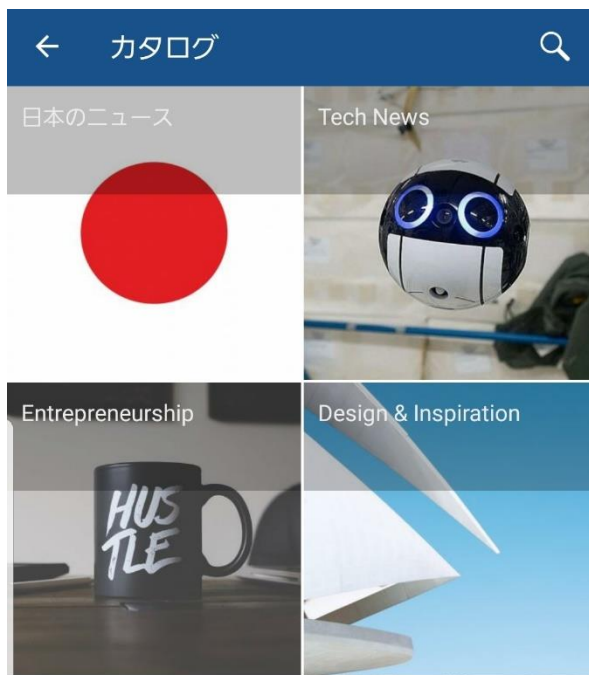 カタログ
日本のニュース
Tech News
Entrepreneurship
Design & Inspiration
HUS
TLE